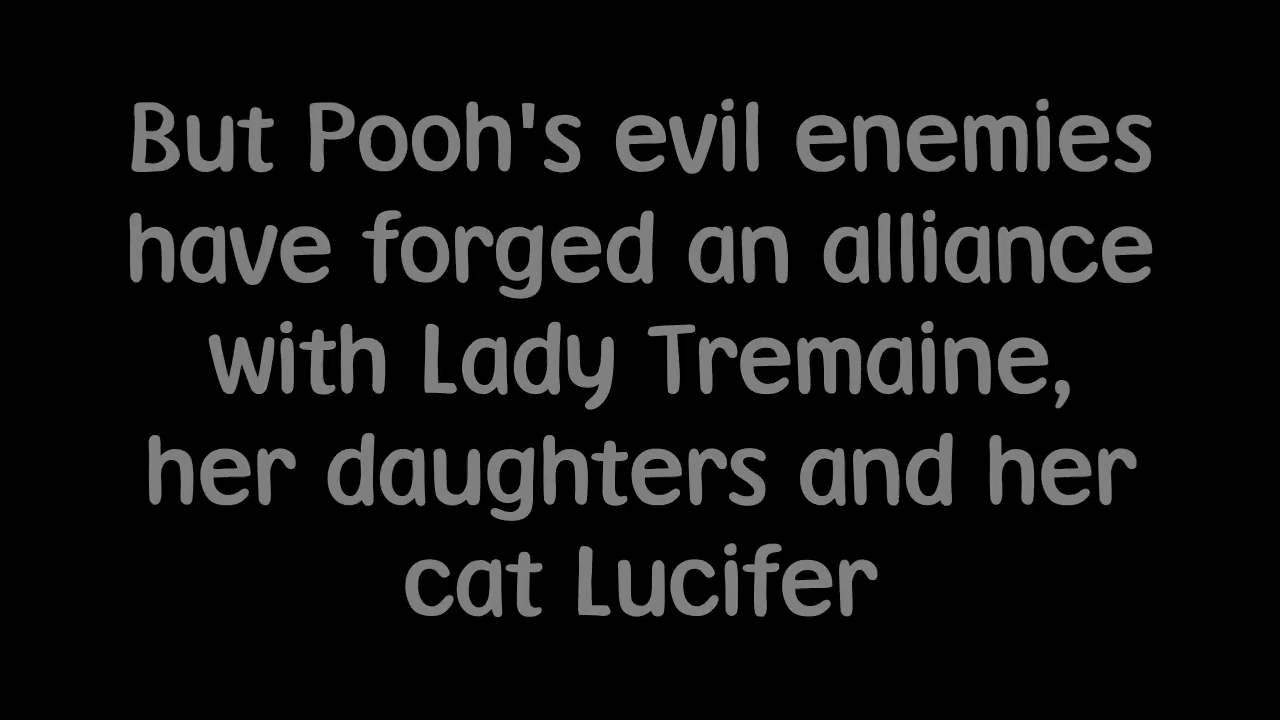 But Pooh's evil enemies
have forged an alliance
with Lady Tremaine,
her daughters and her
cat Lucifer